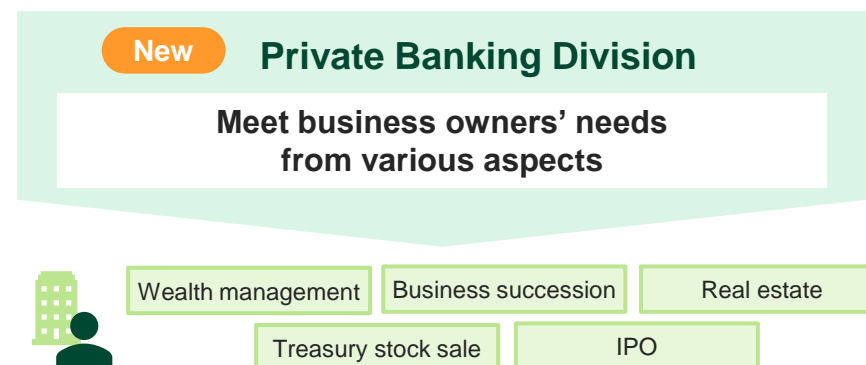 New
Private Banking Division
Meet business owners’ needs
from various aspects
Wealth management
Business succession
Real estate
Treasury stock sale
IPO